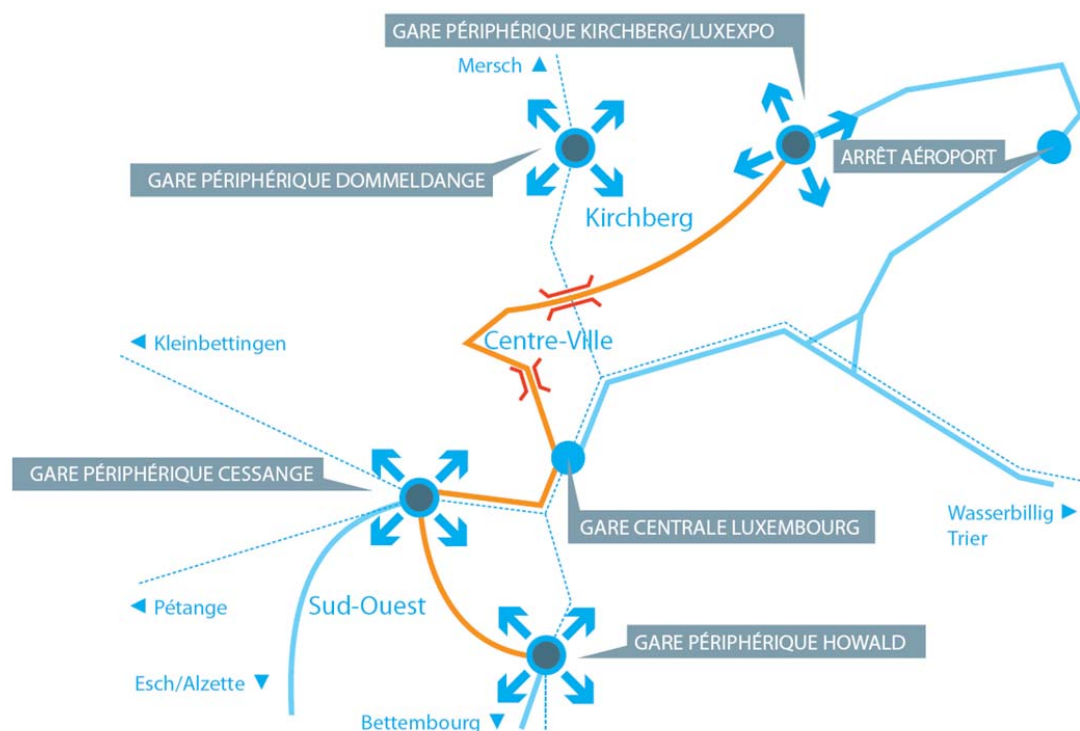 GARE PÉRIPHÉRIQUE KIRCHBERG/LUXEXPO
Mersch ▲
ARRÊT AÉROPORT
GARE PÉRIPHÉRIQUE DOMMELDANGE
Kirchberg
◄ Kleinbettingen
Centre-Ville
GARE PÉRIPHÉRIQUE CESSANGE
GARE CENTRALE LUXEMBOURG
Wasserbillig ►
Trier
◄ Pétange
Sud-Ouest
GARE PÉRIPHÉRIQUE HOWALD
Esch/Alzette ▼
Bettembourg ▼